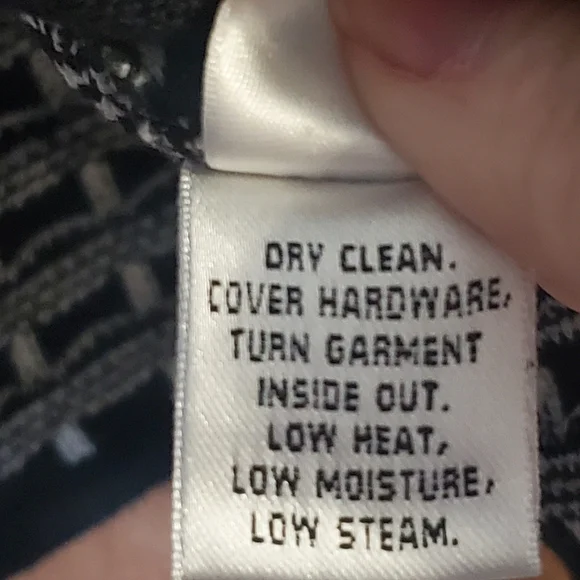 DRY CLEAN.
COVER HARDWARE,
TURN GARMENT
INSIDE OUT.
LOW HEAT,
LOW MOISTURE,
LOW STEAM.